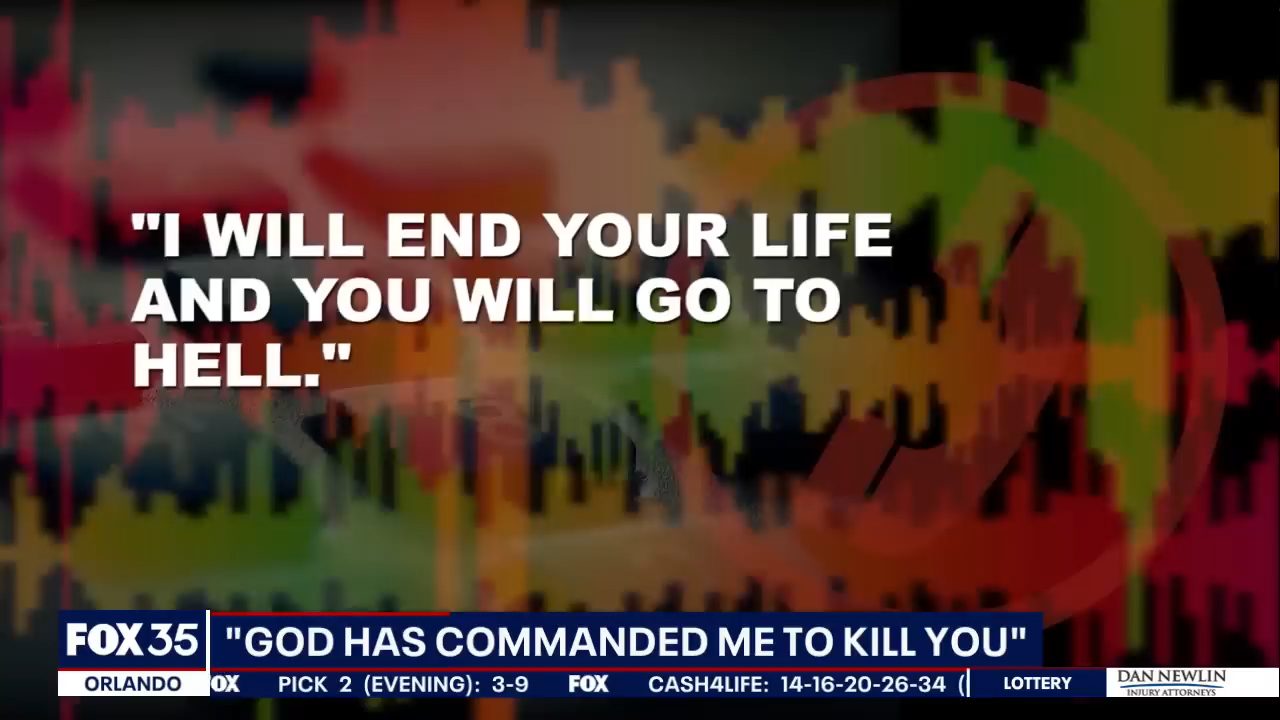 "I WILL END YOUR LIFE
AND YOU WILL GO TO
HELL."
FOX 35
"GOD HAS COMMANDED ME TO KILL YOU"
ORLANDO
FOX PICK 2 (EVENING): 3-9 FOX CASH4LIFE: 14-16-20-26-34 (
LOTTERY
DAN NEWLIN
INJURY ATTORNEYS